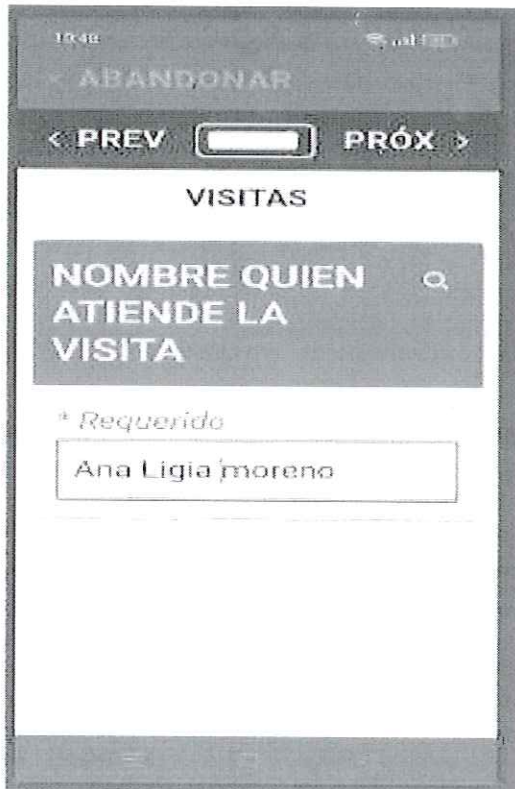 < ABANDONAR
< PREV
PRÓX >
VISITAS
NOMBRE QUIEN
ATIENDE LA
VISITA
* Requerido
Ana Ligia moreno